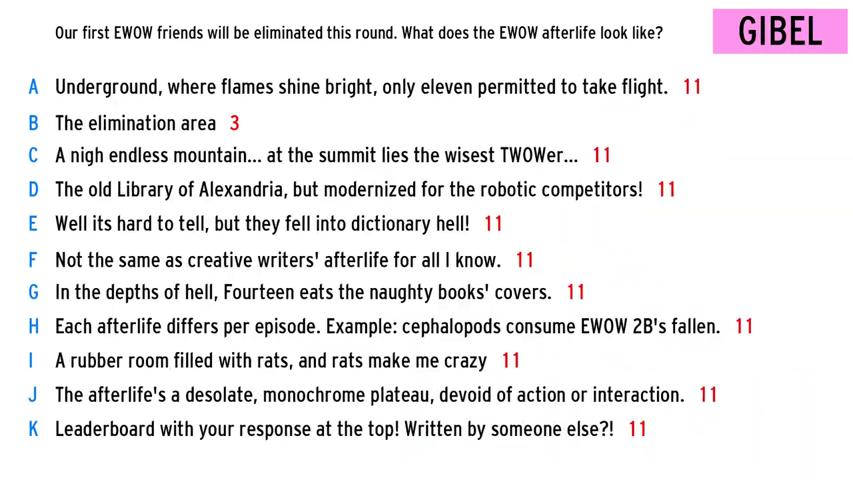 Our first EWOW friends will be eliminated this round. What does the EWOW afterlife look like?
GIBEL
A Underground, where flames shine bright, only eleven permitted to take flight. 11
B The elimination area 3
C A nigh endless mountain... at the summit lies the wisest TWOWer... 11
D The old Library of Alexandria, but modernized for the robotic competitors! 11
E Well its hard to tell, but they fell into dictionary hell! 11
F Not the same as creative writers' afterlife for all I know. 11
G In the depths of hell, Fourteen eats the naughty books' covers. 11
H Each afterlife differs per episode. Example: cephalopods consume EWOW 2B's fallen. 11
I A rubber room filled with rats, and rats make me crazy 11
J The afterlife's a desolate, monochrome plateau, devoid of action or interaction. 11
K Leaderboard with your response at the top! Written by someone else?! 11